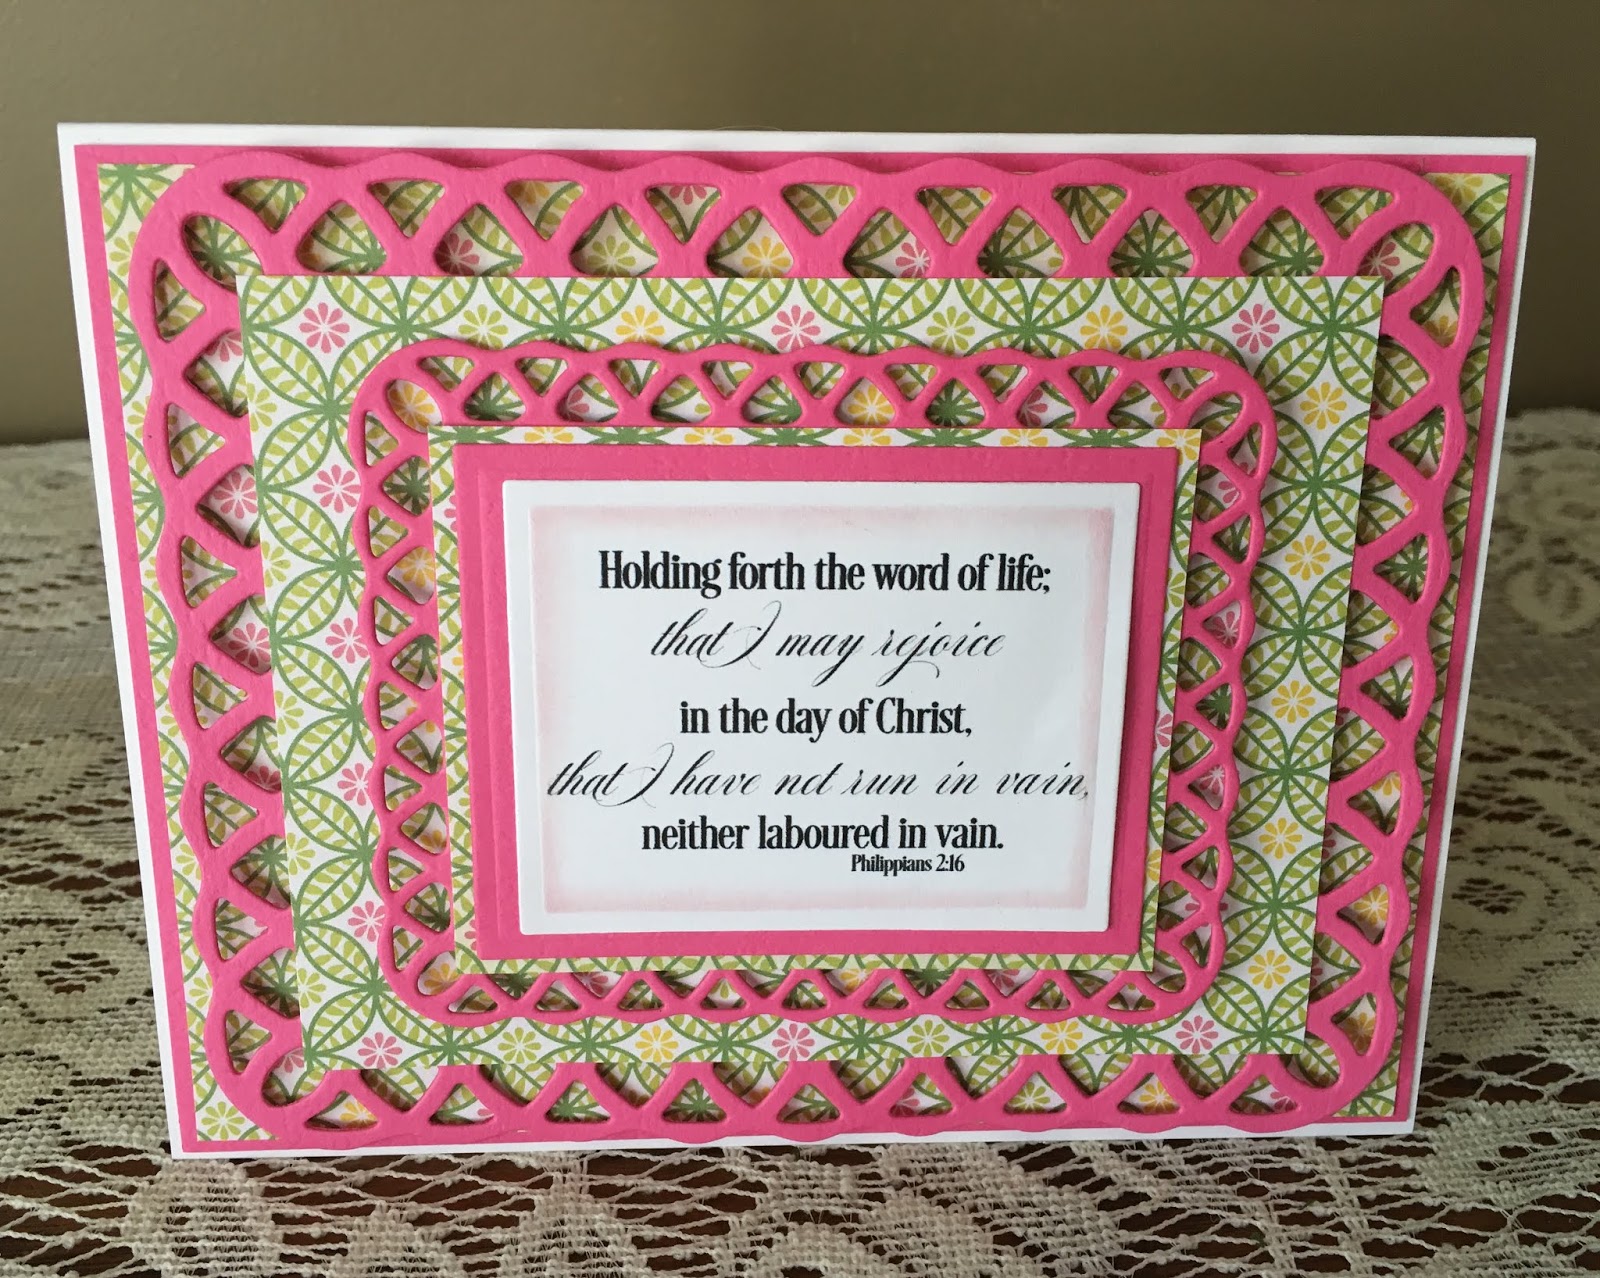 Holding forth the word of life;
that I may rejoice
in the day of Christ,
that I have not run in vain,
neither laboured in vain.
Philippians 2:16